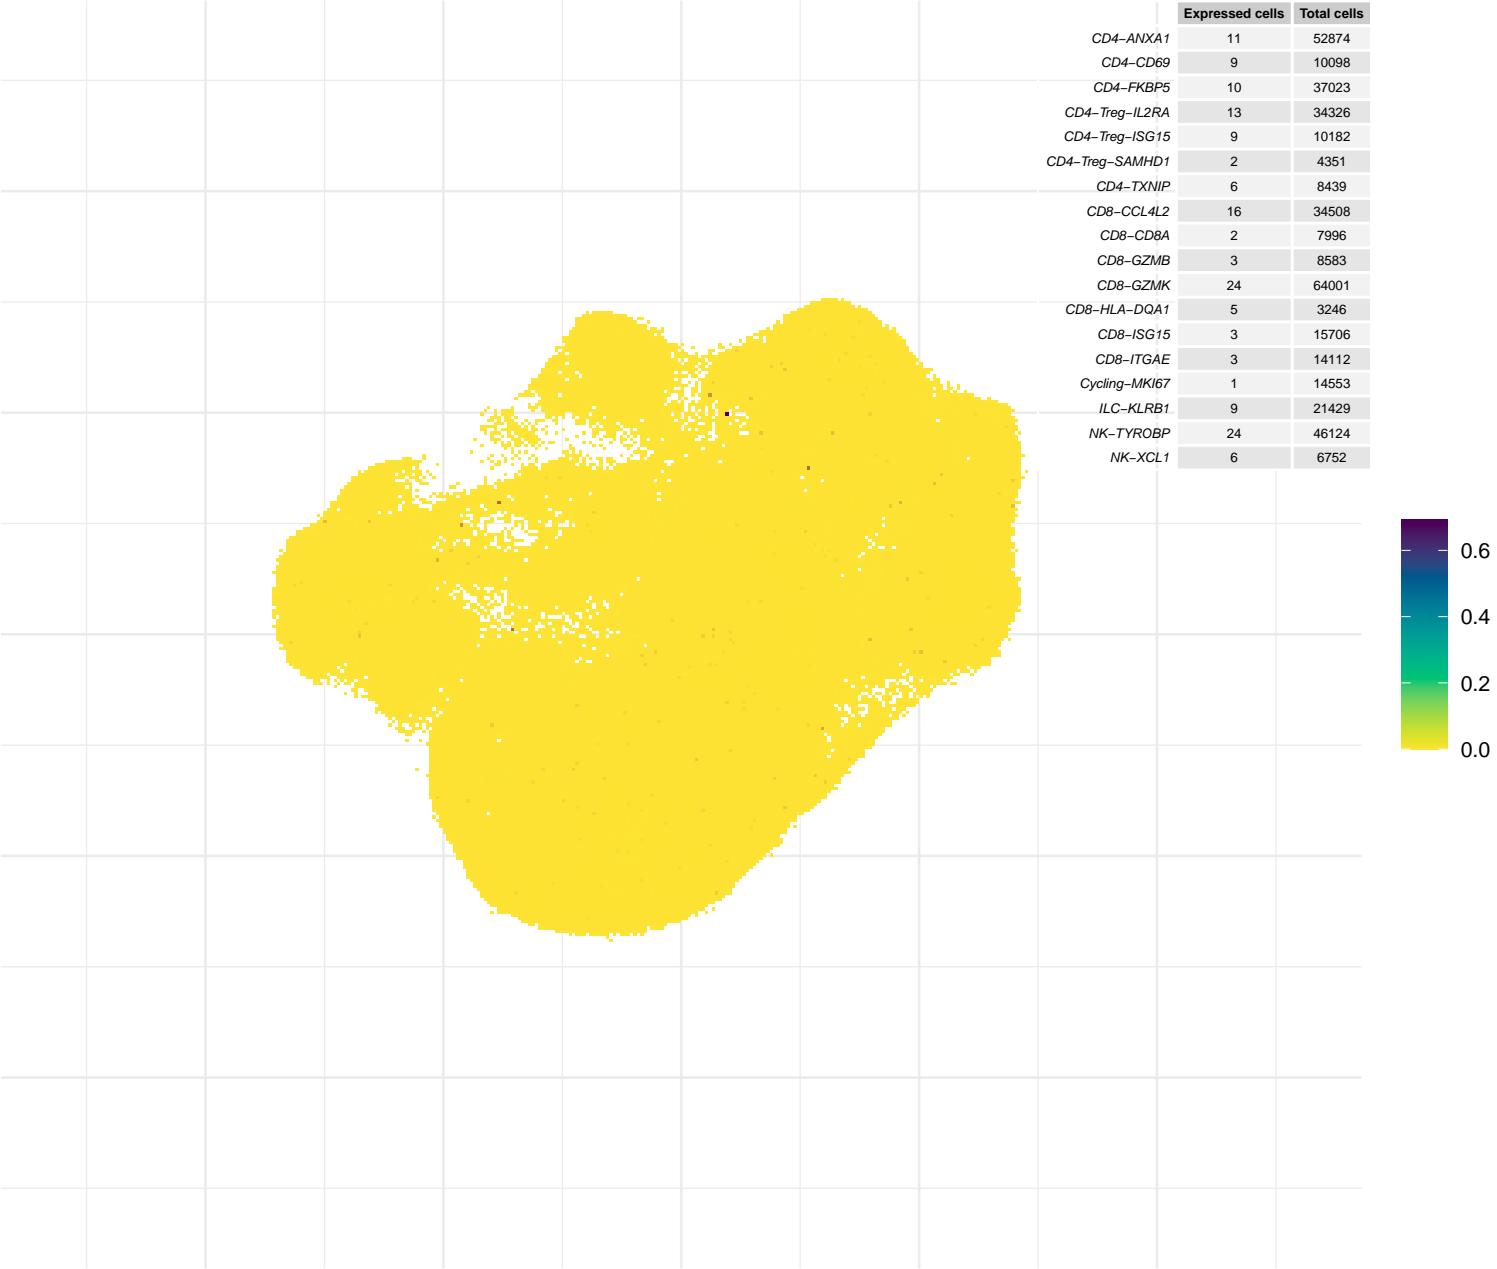 Expressed cells Total cells
CD4−ANXA1 11 52874
CD4−CD69 9 10098
CD4−FKBP5 10 37023
CD4−Treg−IL2RA 13 34326
CD4−Treg−ISG15 9 10182
CD4−Treg−SAMHD1 2 4351
CD4−TXNIP 6 8439
CD8−CCL4L2 16 34508
CD8−CD8A 2 7996
CD8−GZMB 3 8583
CD8−GZMK 24 64001
CD8−HLA−DQA1 5 3246
CD8−ISG15 3 15706
CD8−ITGAE 3 14112
Cycling−MKI67 1 14553
ILC−KLRB1 9 21429
NK−TYROBP 24 46124
NK−XCL1 6 6752
0.6
0.4
0.2
0.0